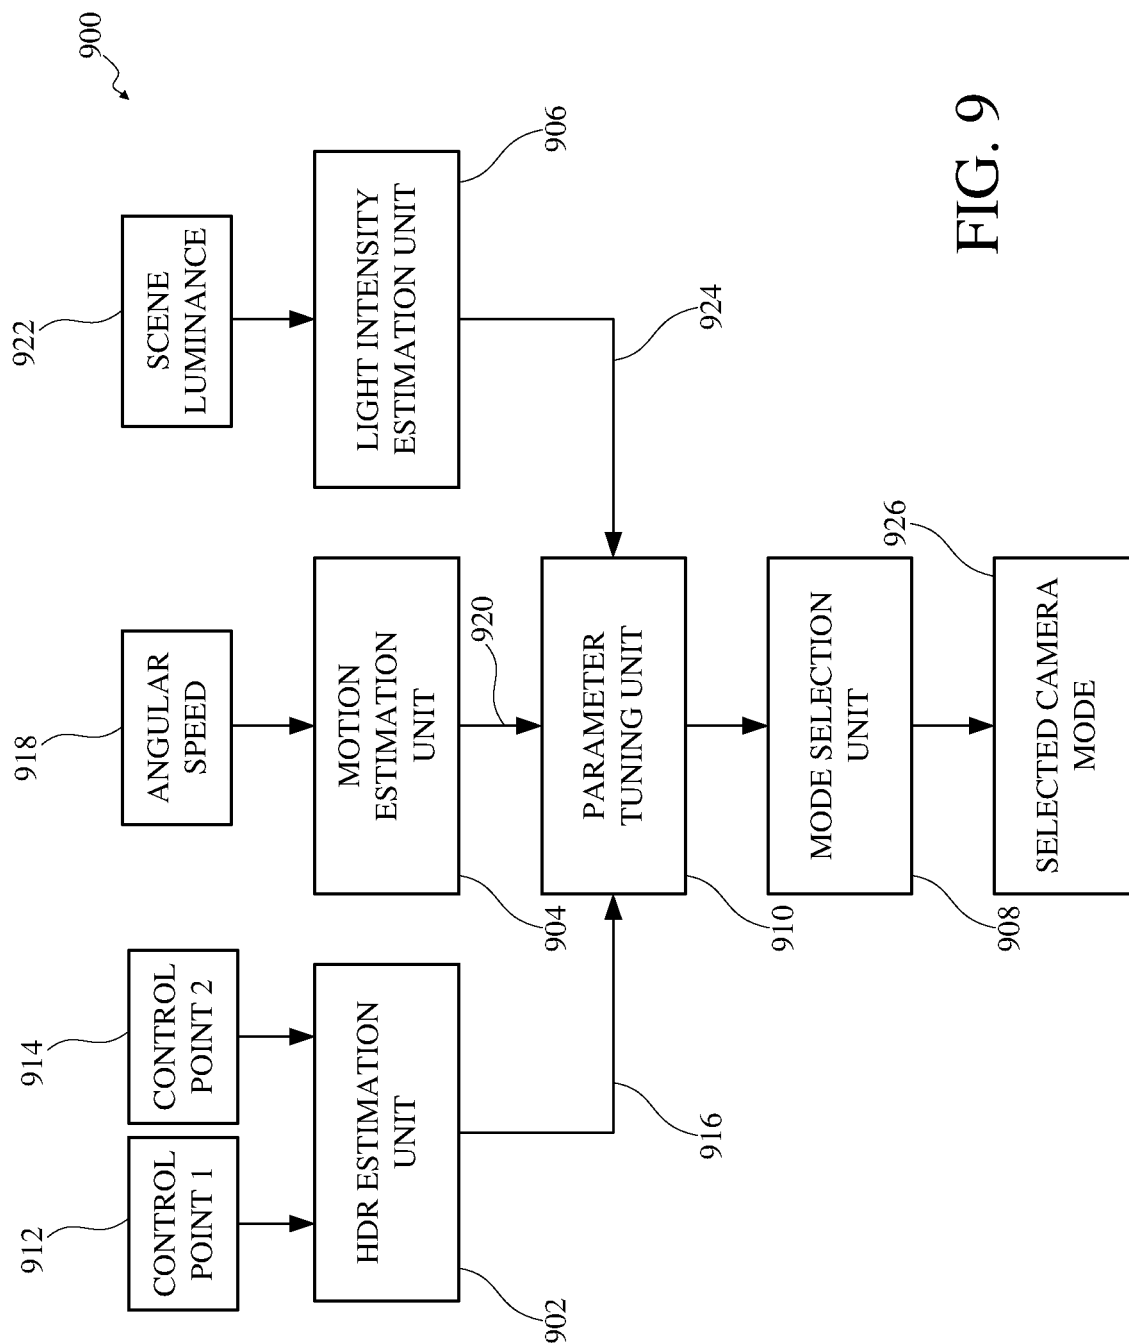 900
912
CONTROL
POINT 1
914
CONTROL
POINT 2
918
ANGULAR
SPEED
922
SCENE
LUMINANCE
HDR ESTIMATION
UNIT
902
MOTION
ESTIMATION
UNIT
904
LIGHT INTENSITY
ESTIMATION UNIT
906
916
920
924
PARAMETER
TUNING UNIT
910
MODE SELECTION
UNIT
908
SELECTED CAMERA
MODE
926
FIG. 9